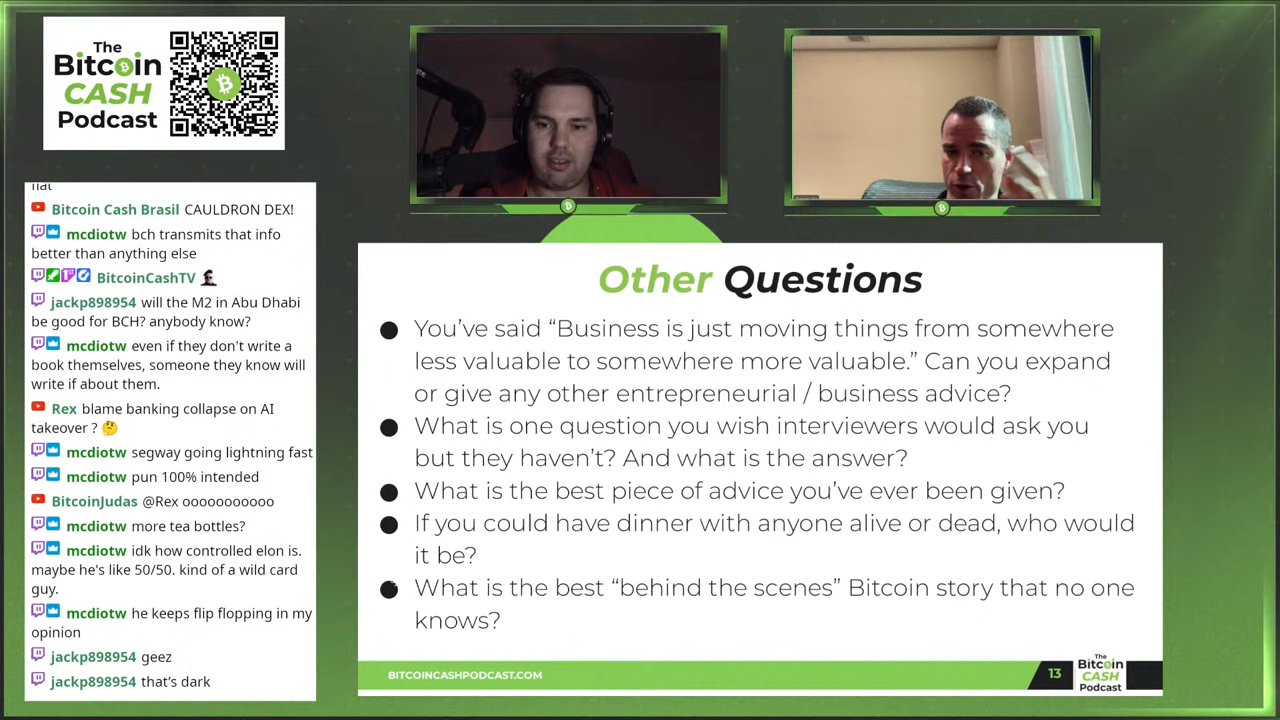 The
Bitcoin
CASH
Podcast
fiat
Bitcoin Cash Brasil CAULDRON DEX!
mcdiotw bch transmits that info
better than anything else
BitcoinCashTV
jackp898954 will the M2 in Abu Dhabi
be good for BCH? anybody know?
mcdiotw even if they don't write a
book themselves, someone they know will
write if about them.
Rex blame banking collapse on AI
takeover ? 🤔
mcdiotw segway going lightning fast
mcdiotw pun 100% intended
BitcoinJudas @Rex ooooooooooo
mcdiotw more tea bottles?
mcdiotw idk how controlled elon is.
maybe he's like 50/50. kind of a wild card
guy.
mcdiotw he keeps flip flopping in my
opinion
jackp898954 geez
jackp898954 that's dark
Other Questions
● You've said “Business is just moving things from somewhere
less valuable to somewhere more valuable.” Can you expand
or give any other entrepreneurial / business advice?
● What is one question you wish interviewers would ask you
but they haven't? And what is the answer?
● What is the best piece of advice you've ever been given?
● If you could have dinner with anyone alive or dead, who would
it be?
● What is the best “behind the scenes” Bitcoin story that no one
knows?
BITCOINCASHPODCAST.COM
13
The
Bitcoin
CASH
Podcast